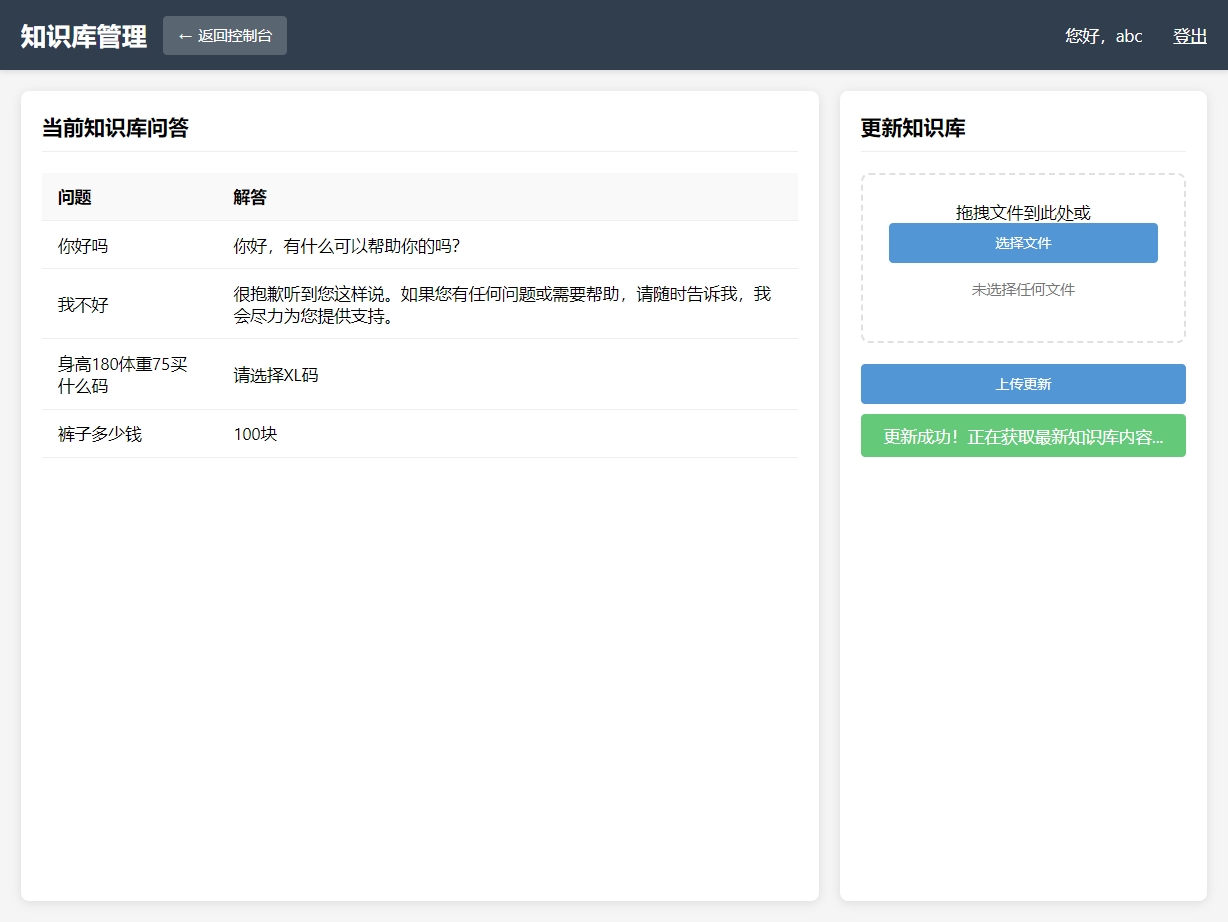 知识库管理
← 返回控制台
您好，abc
登出
当前知识库问答
问题 解答
你好吗 你好，有什么可以帮助你的吗？
我不好 很抱歉听到您这样说。如果您有任何问题或需要帮助，请随时告诉我，我
会尽力为您提供支持。
身高180体重75买
什么码
请选择XL码
裤子多少钱 100块
更新知识库
拖拽文件到此处或
选择文件
未选择任何文件
上传更新
更新成功！正在获取最新知识库内容...